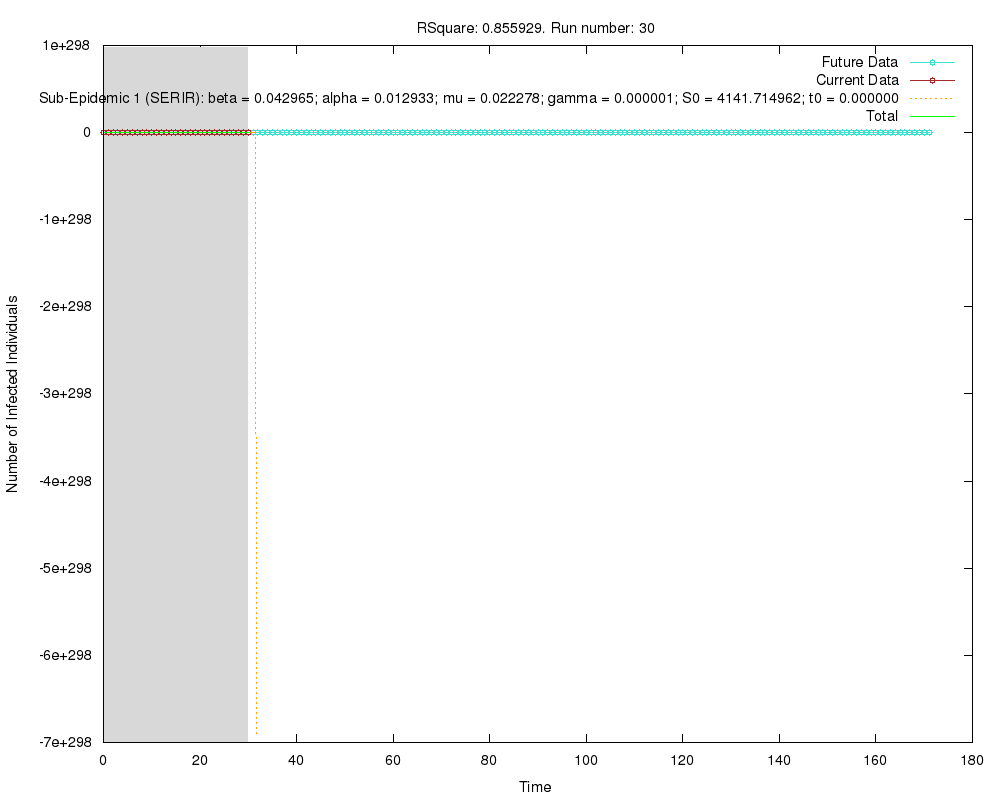 RSquare: 0.855929. Run number: 30
1e+298
Future Data
Current Data
Sub-Epidemic 1 (SERIR): beta = 0.042965; alpha = 0.012933; mu = 0.022278; gamma = 0.000001; S0 = 4141.714962; t0 = 0.000000
Total
0
-1e+298
-2e+298
-3e+298
-4e+298
-5e+298
-6e+298
-7e+298
Number of Infected Individuals
0 20 40 60 80 100 120 140 160 180
Time